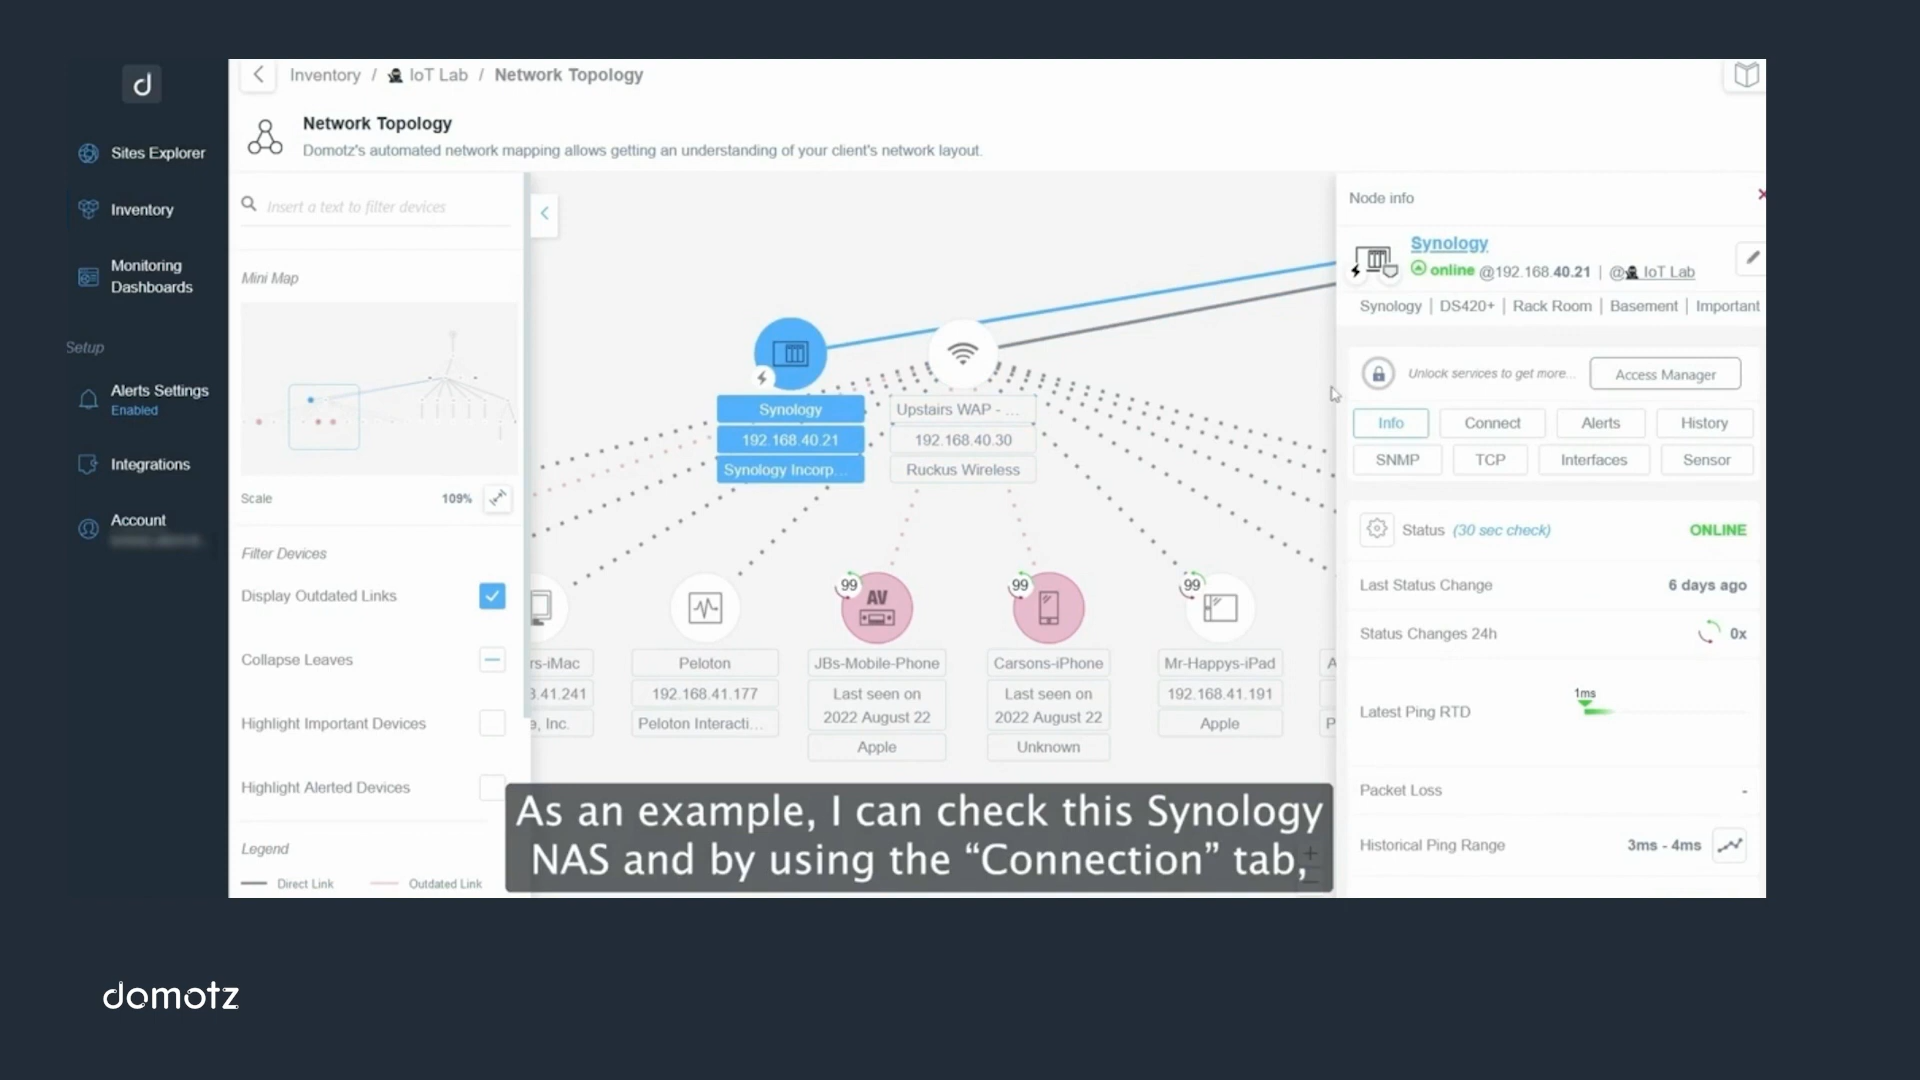 Inventory / IoT Lab / Network Topology
Network Topology
Domotz's automated network mapping allows getting an understanding of your client's network layout.
Sites Explorer
Inventory
Monitoring
Dashboards
Setup
Alerts Settings
Enabled
Integrations
Account
Insert a text to filter devices
Mini Map
Scale 109%
Filter Devices
Display Outdated Links
Collapse Leaves
Highlight Important Devices
Highlight Alerted Devices
Legend
Direct Link Outdated Link
Synology
192.168.40.21
Synology Incorp...
Upstairs WAP - ...
192.168.40.30
Ruckus Wireless
rs-iMac
3.41.241
e, Inc.
Peloton
192.168.41.177
Peloton Interacti...
99
AV
JBs-Mobile-Phone
Last seen on
2022 August 22
Apple
99
Carsons-iPhone
Last seen on
2022 August 22
Unknown
99
Mr-Happys-iPad
192.168.41.191
Apple
A
P
Node info
Synology
online @192.168.40.21 | @ IoT Lab
Synology | DS420+ | Rack Room | Basement | Important
Unlock services to get more... Access Manager
Info Connect Alerts History
SNMP TCP Interfaces Sensor
Status (30 sec check) ONLINE
Last Status Change 6 days ago
Status Changes 24h 0x
1ms
Latest Ping RTD
Packet Loss -
Historical Ping Range 3ms - 4ms
As an example, I can check this Synology
NAS and by using the “Connection” tab,
domotz